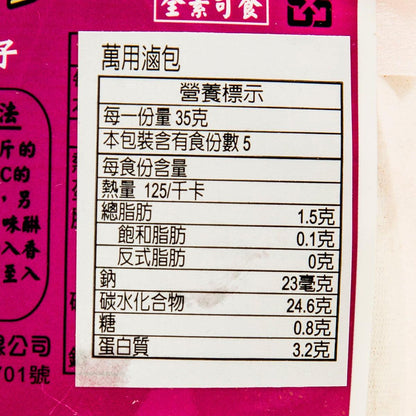 全素可食
子
萬用滷包
營養標示
每一份量 35克
本包裝含有食份數 5
每食份含量
熱量 125/千卡
總脂肪 1.5克
飽和脂肪 0.1克
反式脂肪 0克
鈉 23毫克
碳水化合物 24.6克
糖 0.8克
蛋白質 3.2克
法
斤的
C的
，另
味醂
入香
至入
限公司
701號